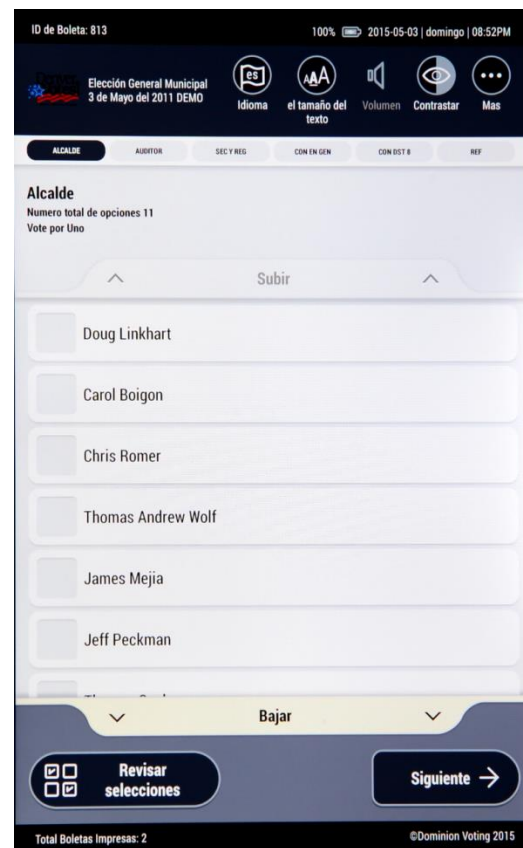 ID de Boleta: 813
100% 2015-05-03 | domingo | 08:52PM
Elección General Municipal
3 de Mayo del 2011 DEMO
es
Idioma
AAA
el tamaño del
texto
Volumen
Contrastar
Mas
ALCALDE AUDITOR SEC Y REG CON EN GEN CON DST 8 REF
Alcalde
Numero total de opciones 11
Vote por Uno
Subir
Doug Linkhart
Carol Boigon
Chris Romer
Thomas Andrew Wolf
James Mejia
Jeff Peckman
Bajar
Revisar
selecciones
Siguiente
Total Boletas Impresas: 2
©Dominion Voting 2015